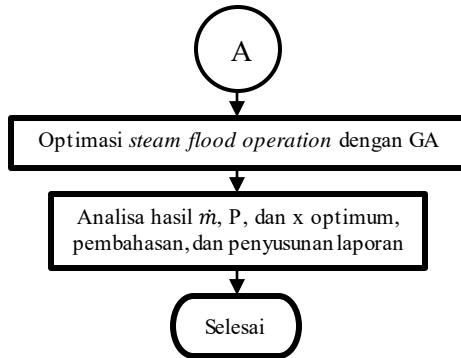 A
Optimasi steam flood operation dengan GA
Analisa hasil ṁ, P, dan x optimum,
pembahasan, dan penyusunan laporan
Selesai